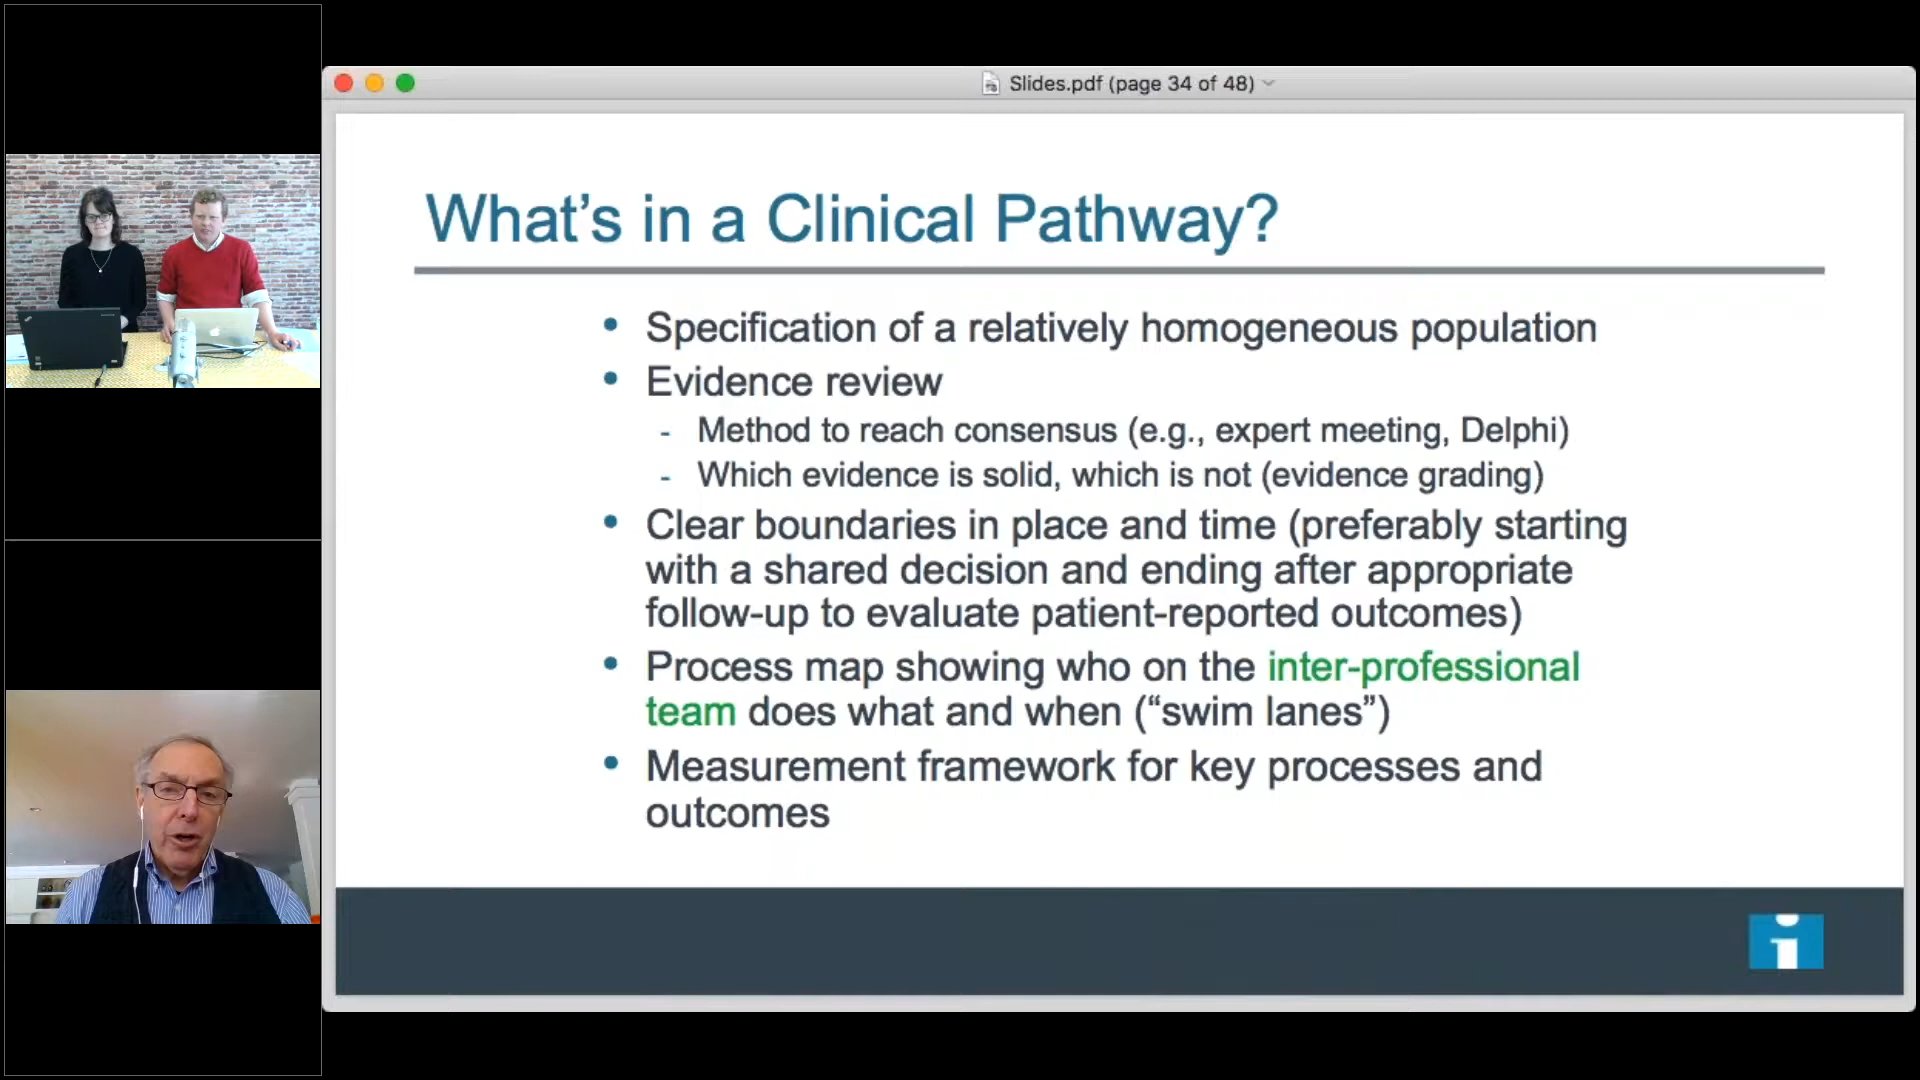 Slides.pdf (page 34 of 48)
What’s in a Clinical Pathway?
• Specification of a relatively homogeneous population
• Evidence review
- Method to reach consensus (e.g., expert meeting, Delphi)
- Which evidence is solid, which is not (evidence grading)
• Clear boundaries in place and time (preferably starting
with a shared decision and ending after appropriate
follow-up to evaluate patient-reported outcomes)
• Process map showing who on the inter-professional
team does what and when (“swim lanes”)
• Measurement framework for key processes and
outcomes
i